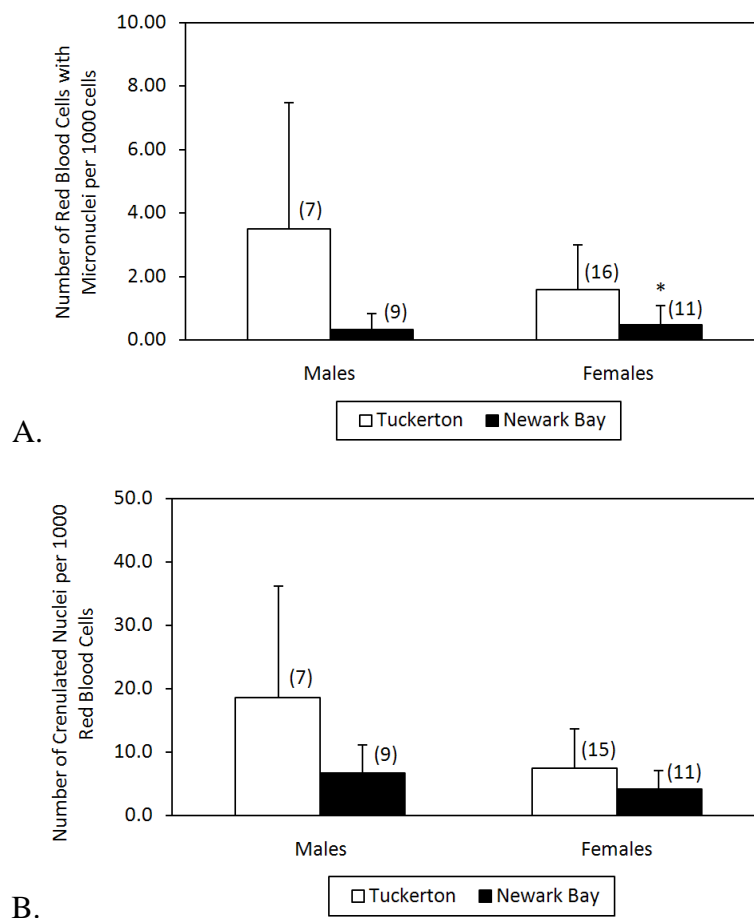 10.00
8.00
6.00
4.00
2.00
0.00
Number of Red Blood Cells with
Micronuclei per 1000 cells
(7)
(9)
(16)
*
(11)
Males
Females
Tuckerton
Newark Bay
A.
50.0
40.0
30.0
20.0
10.0
0.0
Number of Crenulated Nuclei per 1000
Red Blood Cells
(7)
(9)
(15)
(11)
Males
Females
Tuckerton
Newark Bay
B.